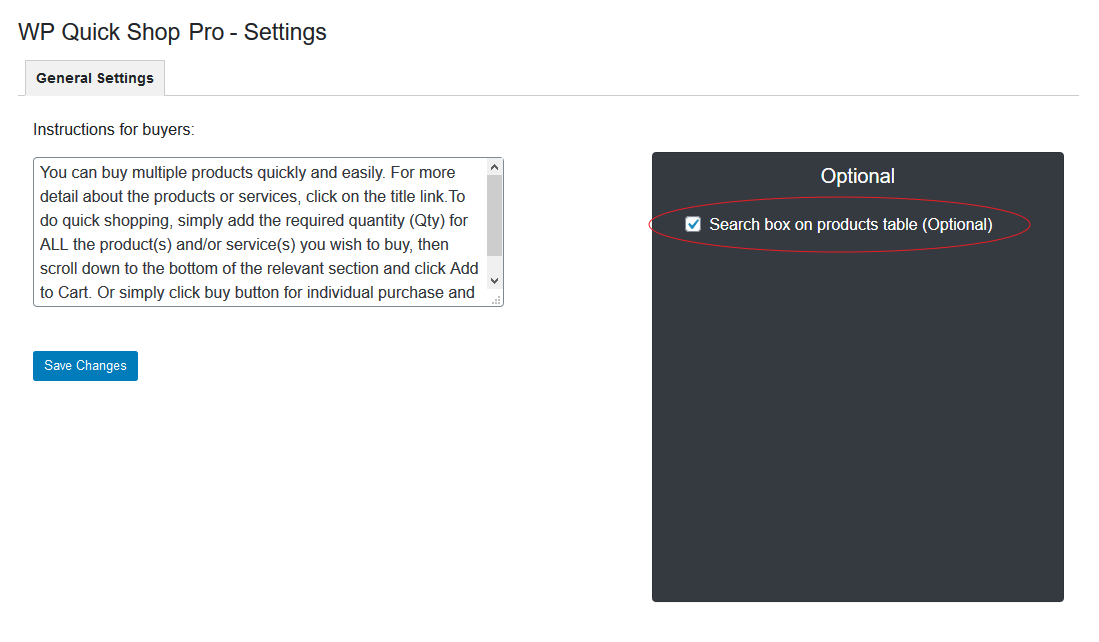 WP Quick Shop Pro - Settings
General Settings
Instructions for buyers:
You can buy multiple products quickly and easily. For more
detail about the products or services, click on the title link.To
do quick shopping, simply add the required quantity (Qty) for
ALL the product(s) and/or service(s) you wish to buy, then
scroll down to the bottom of the relevant section and click Add
to Cart. Or simply click buy button for individual purchase and
Save Changes
Optional
Search box on products table (Optional)